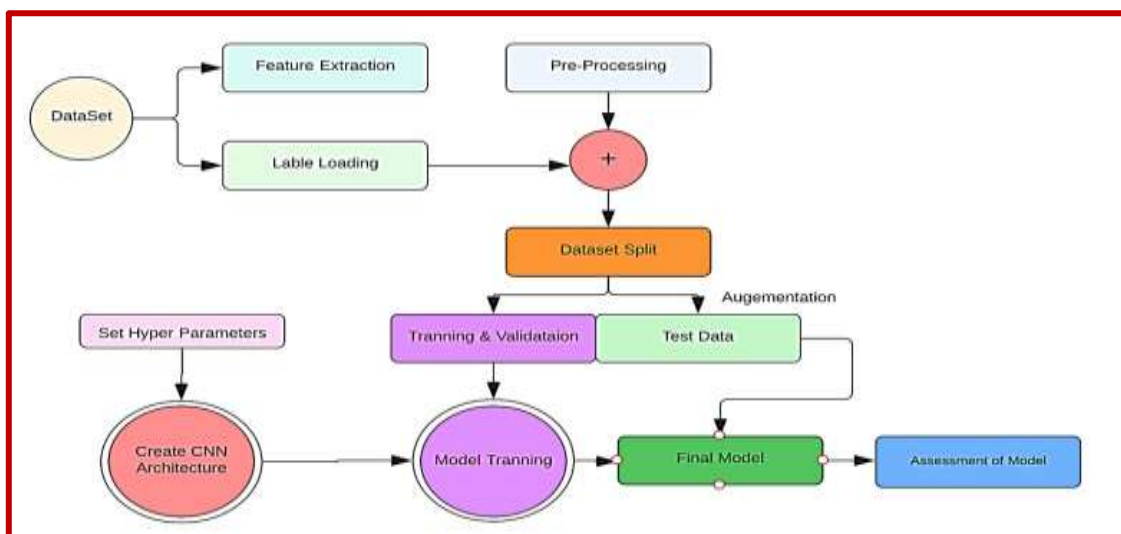 Feature Extraction
Pre-Processing
DataSet
Lable Loading
+
Dataset Split
Augementation
Set Hyper Parameters
Tranning & Validataion
Test Data
Create CNN
Architecture
Model Tranning
Final Model
Assessment of Model